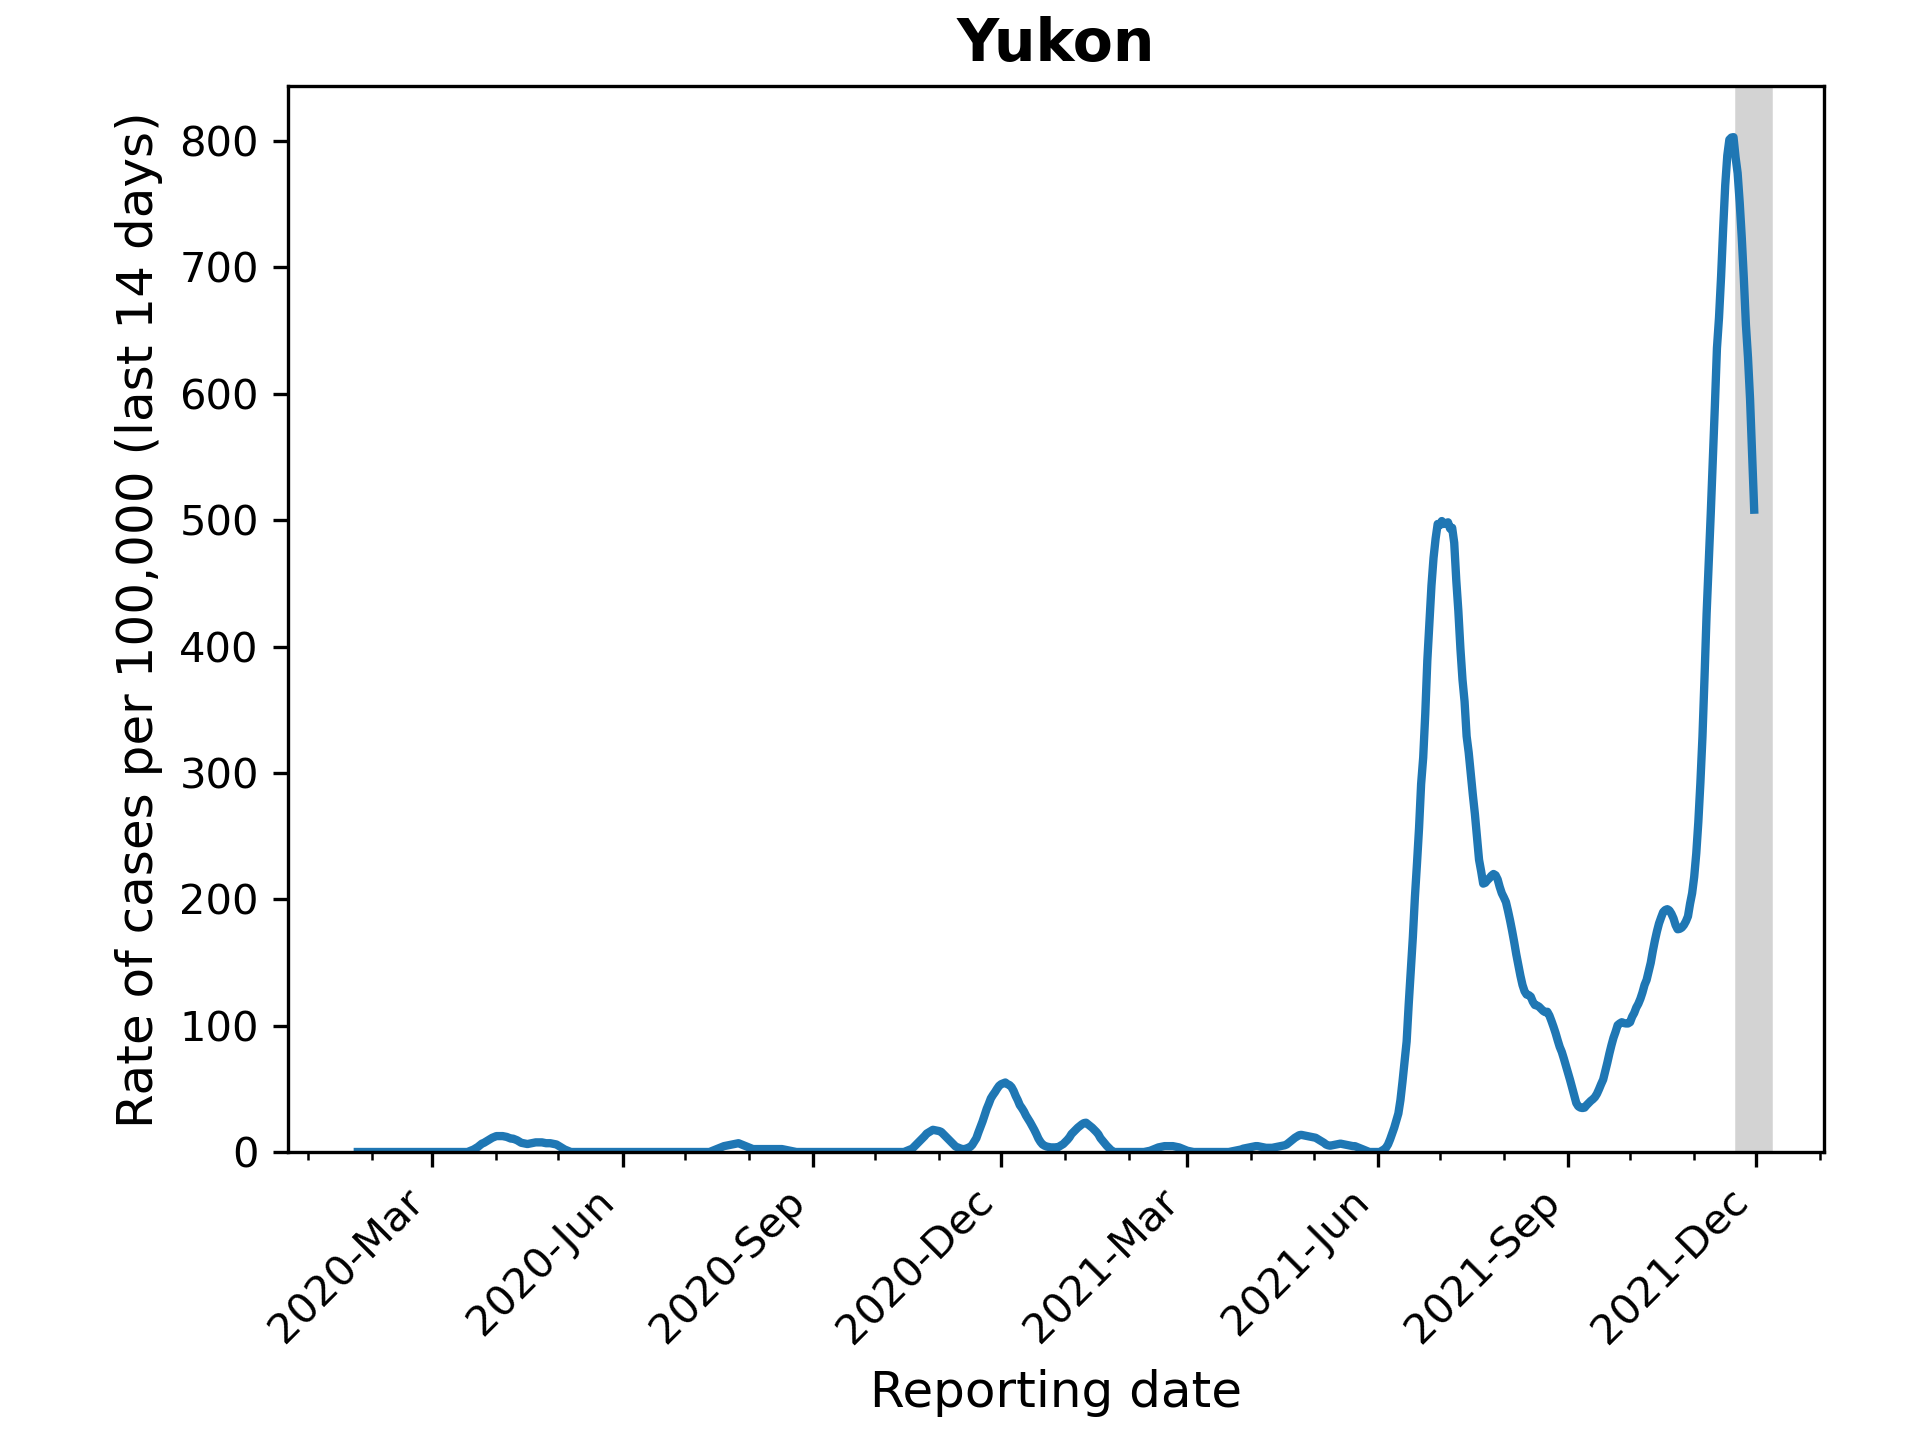 Yukon
Rate of cases per 100,000 (last 14 days)
800
700
600
500
400
300
200
100
0
2020-Mar
2020-Jun
2020-Sep
2020-Dec
2021-Mar
2021-Jun
2021-Sep
2021-Dec
Reporting date